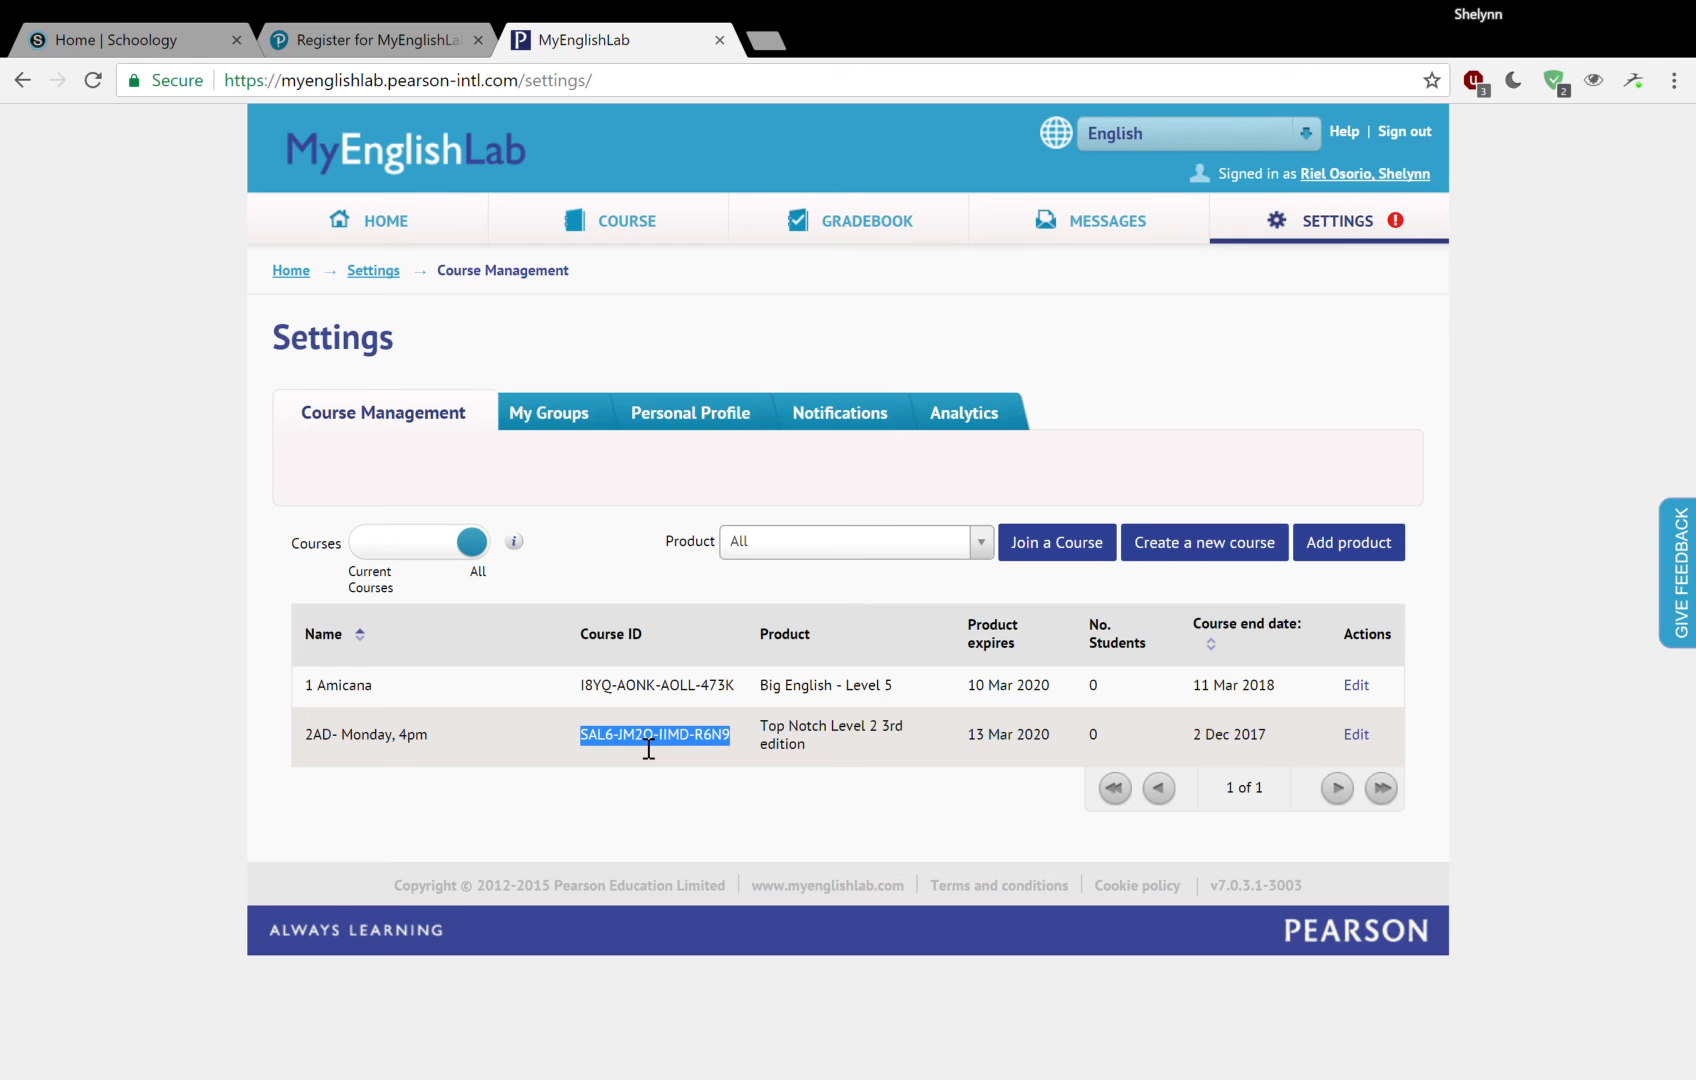 Shelynn
Home | Schoology
Register for MyEnglishLa
MyEnglishLab
Secure
https://myenglishlab.pearson-intl.com/settings/
3
2
MyEnglishLab
English
Help | Sign out
Signed in as Riel Osorio, Shelynn
HOME
COURSE
GRADEBOOK
MESSAGES
SETTINGS
Home → Settings → Course Management
Settings
Course Management
My Groups
Personal Profile
Notifications
Analytics
Courses
Current Courses
All
Product
All
Join a Course
Create a new course
Add product
Name
Course ID
Product
Product expires
No. Students
Course end date:
Actions
1 Amicana
I8YQ-AONK-AOLL-473K
Big English - Level 5
10 Mar 2020
0
11 Mar 2018
Edit
2AD- Monday, 4pm
SAL6-JM2O-IIMD-R6N9
Top Notch Level 2 3rd edition
13 Mar 2020
0
2 Dec 2017
Edit
1 of 1
GIVE FEEDBACK
Copyright © 2012-2015 Pearson Education Limited
www.myenglishlab.com
Terms and conditions
Cookie policy
v7.0.3.1-3003
ALWAYS LEARNING
PEARSON